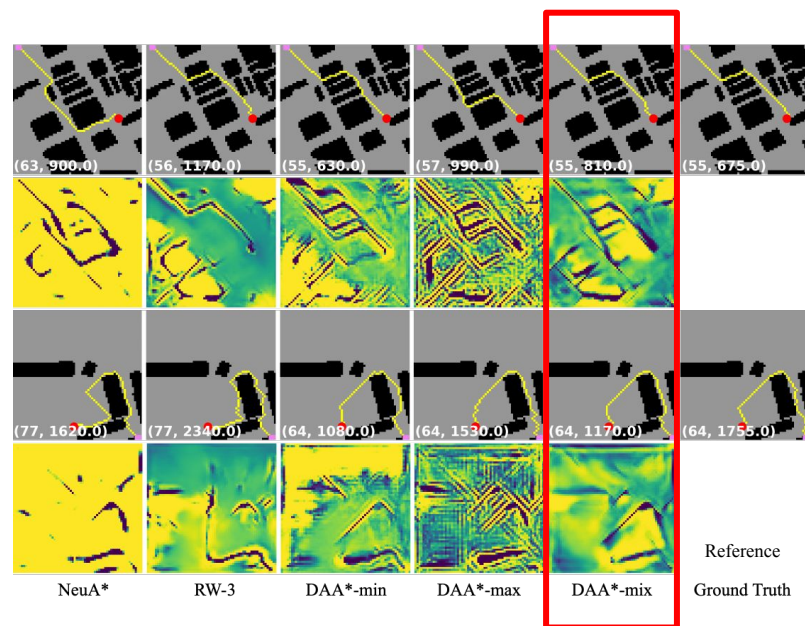 (63, 900.0) (56, 1170.0) (55, 630.0) (57, 990.0) (55, 810.0) (55, 675.0)
(77, 1620.0) (77, 2340.0) (64, 1080.0) (64, 1530.0) (64, 1170.0) (64, 1755.0)
Reference
NeuA* RW-3 DAA*-min DAA*-max DAA*-mix Ground Truth